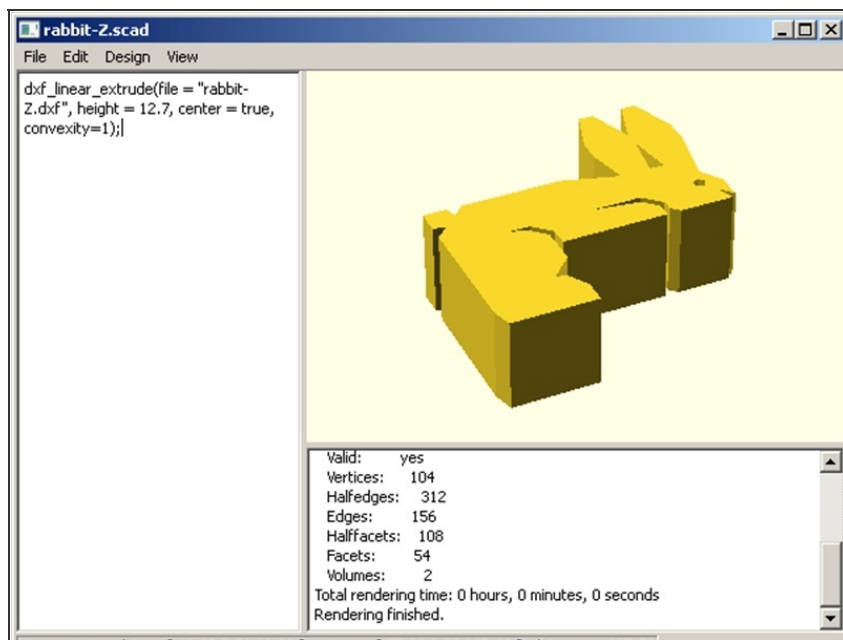 rabbit-Z.scad
File Edit Design View
dxf_linear_extrude(file = "rabbit-
Z.dxf", height = 12.7, center = true,
convexity=1);
Valid: yes
Vertices: 104
Halfedges: 312
Edges: 156
Halffacets: 108
Facets: 54
Volumes: 2
Total rendering time: 0 hours, 0 minutes, 0 seconds
Rendering finished.